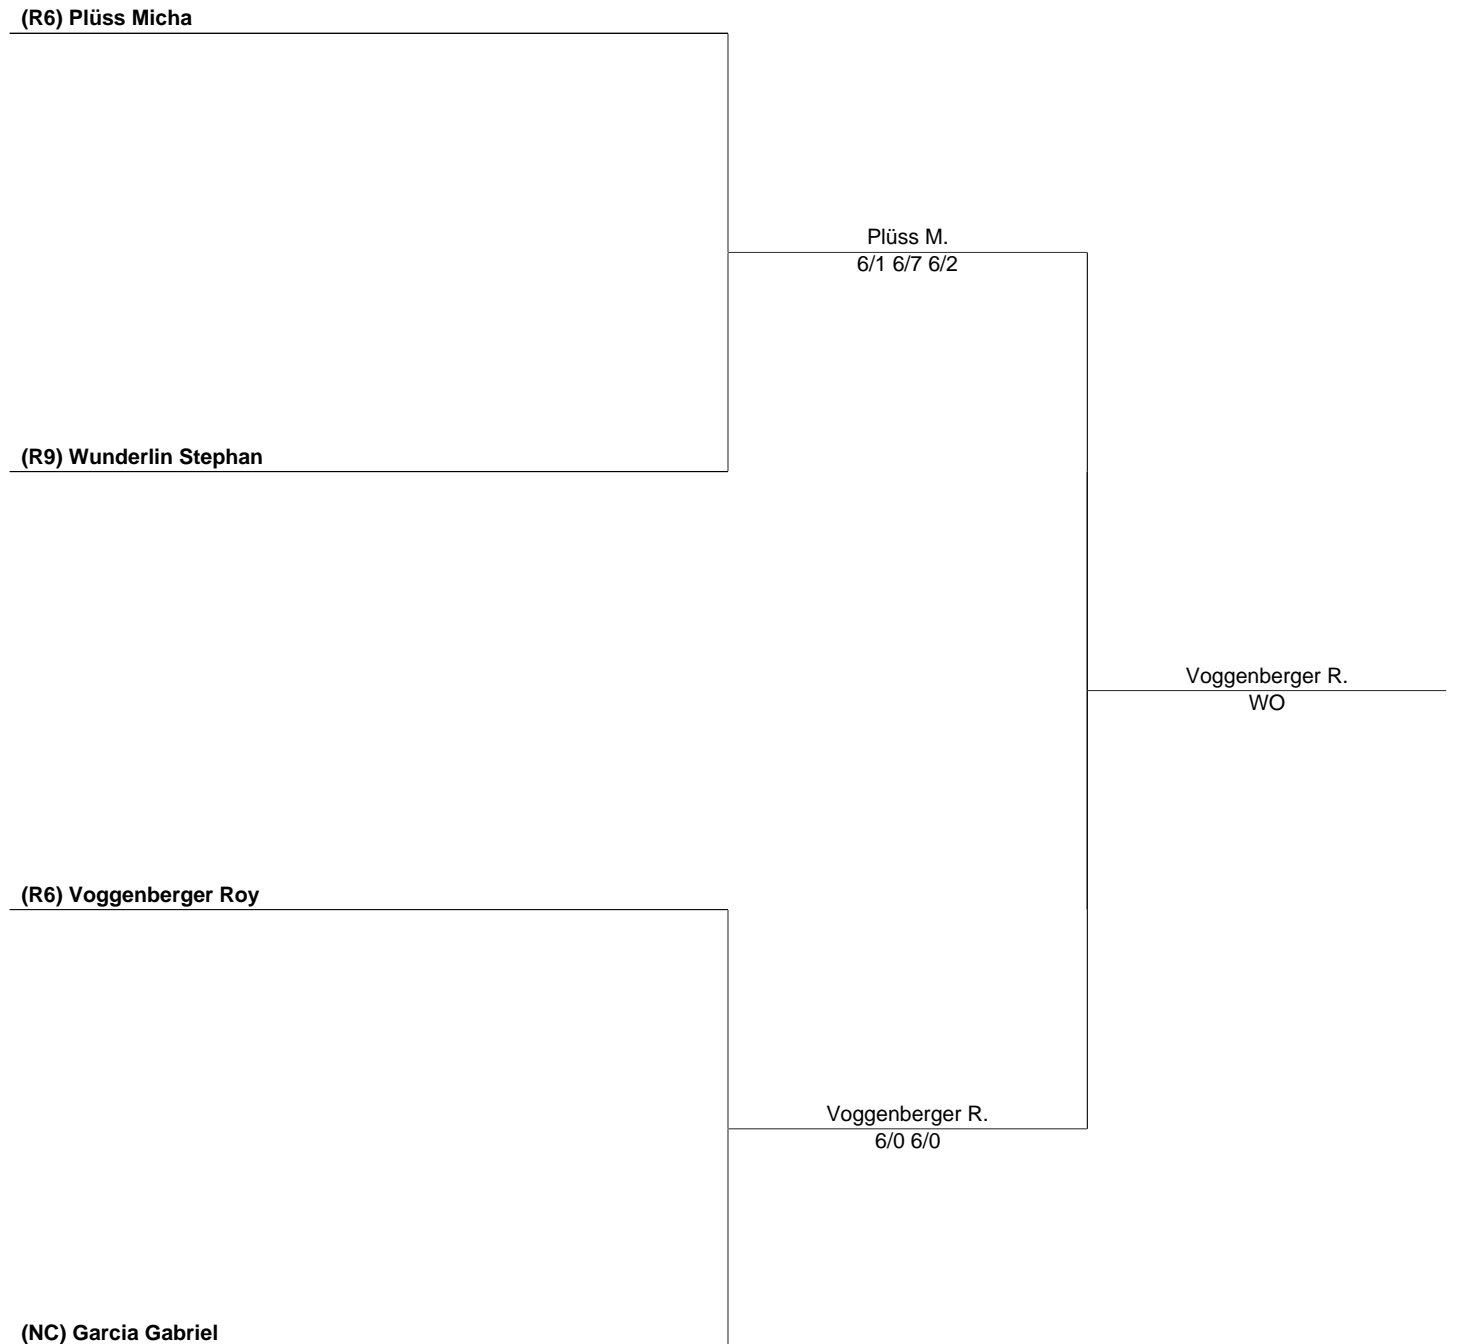 (R6) Plüss Micha
Plüss M.
6/1 6/7 6/2
(R9) Wunderlin Stephan
Voggenberger R.
WO
(R6) Voggenberger Roy
Voggenberger R.
6/0 6/0
(NC) Garcia Gabriel